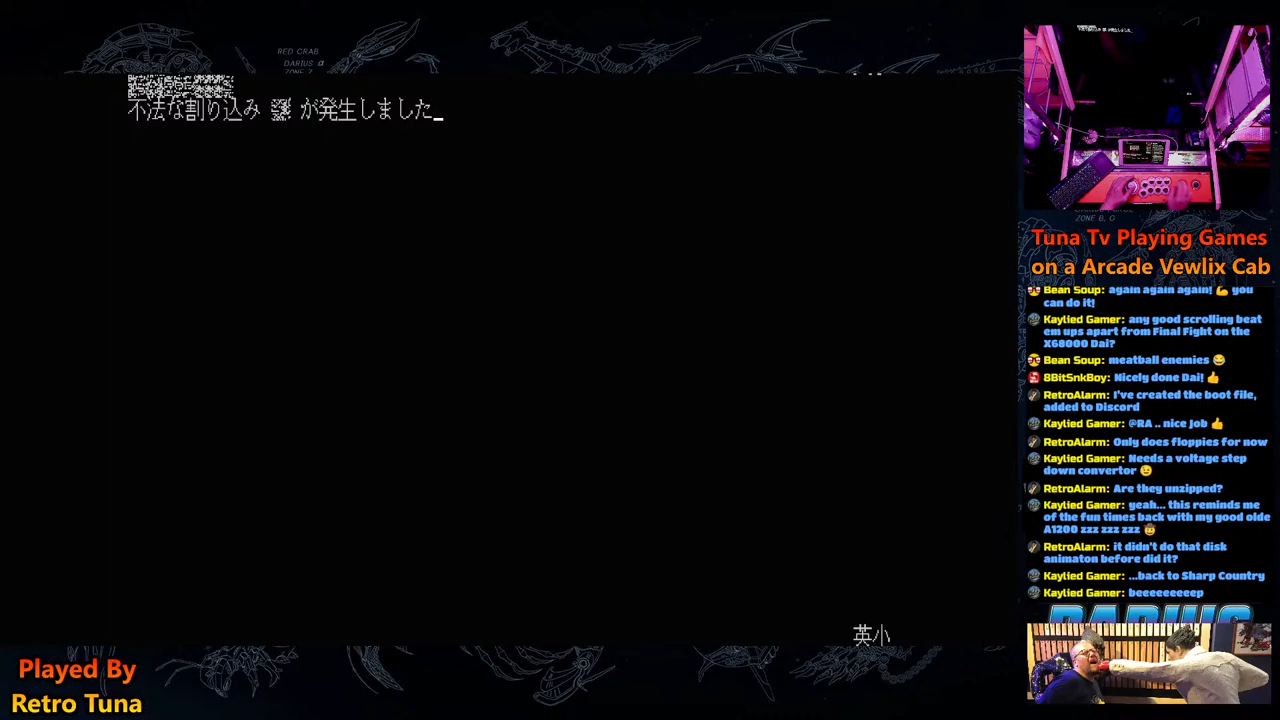 RED CRAB
DARIUS α
ZONE Z
不法な割り込み が発生しました_
英小
Played By
Retro Tuna
ZONE B, G
Tuna Tv Playing Games
on a Arcade Vewlix Cab
Bean Soup: again again again! 💪 you
can do it!
Kaylied Gamer: any good scrolling beat
em ups apart from Final Fight on the
X68000 Dai?
Bean Soup: meatball enemies 😂
8BitSnkBoy: Nicely done Dai! 👍
RetroAlarm: I've created the boot file,
added to Discord
Kaylied Gamer: @RA .. nice Job 👍
RetroAlarm: Only does floppies for now
Kaylied Gamer: Needs a voltage step
down convertor 😉
RetroAlarm: Are they unzipped?
Kaylied Gamer: yeah... this reminds me
of the fun times back with my good olde
A1200 zzz zzz zzz 🤠
RetroAlarm: it didn't do that disk
animaton before did it?
Kaylied Gamer: ...back to Sharp Country
Kaylied Gamer: beeeeeeeeep
DARIUS